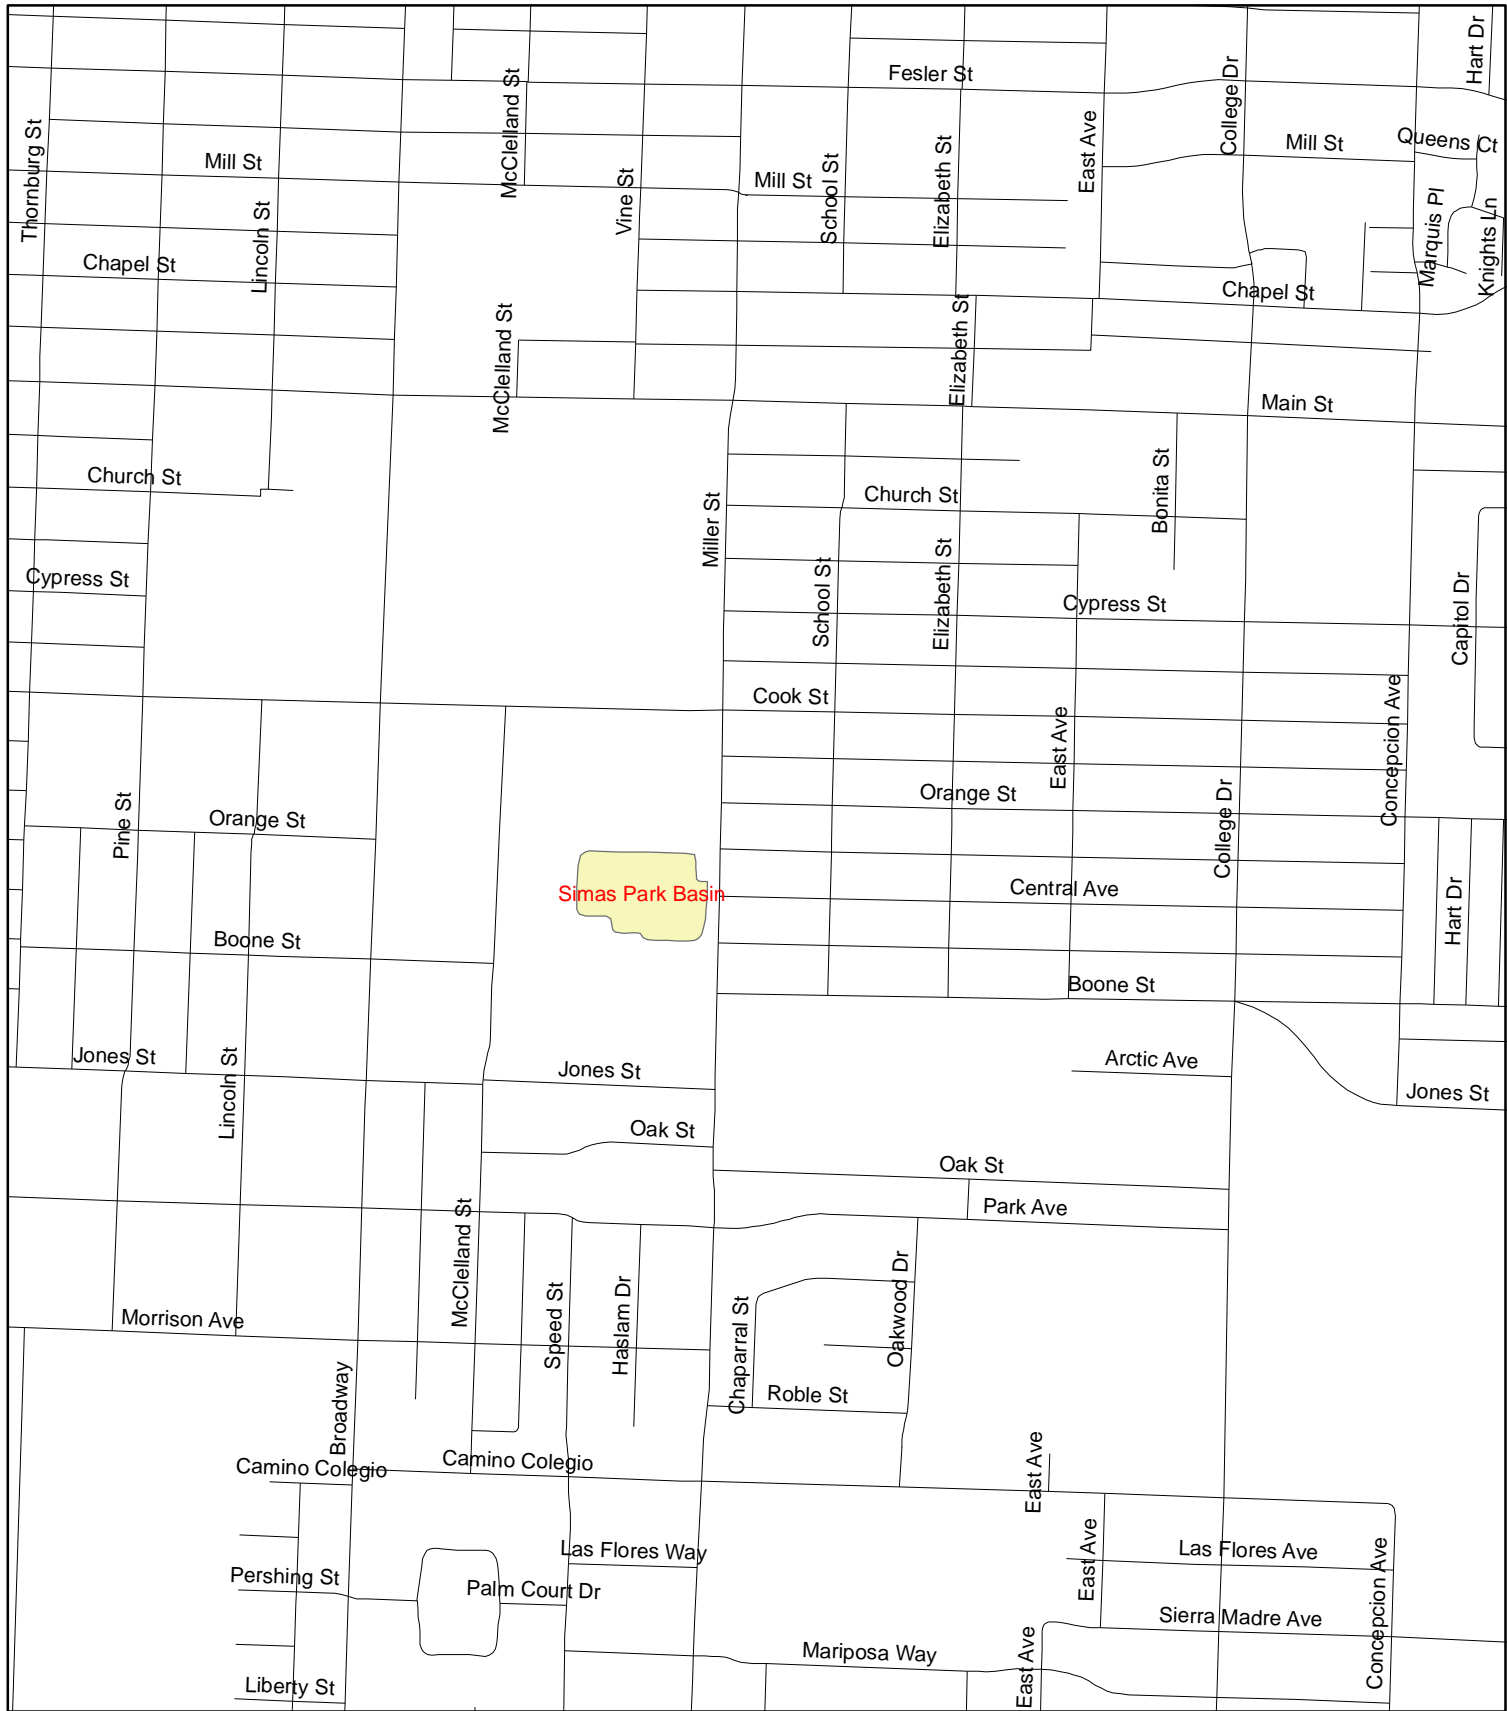 Hart Dr
Fesler St
College Dr
McClelland St
Thornburg St
East Ave
Mill St
Queens Ct
Mill St
Mill St
School St
Elizabeth St
Vine St
Lincoln St
Marquis Pl
Knights Ln
Chapel St
Chapel St
McClelland St
Elizabeth St
Main St
Church St
Church St
Bonita St
Miller St
Cypress St
School St
Elizabeth St
Cypress St
Capitol Dr
Cook St
East Ave
Concepcion Ave
Orange St
Pine St
Orange St
College Dr
Simas Park Basin
Central Ave
Hart Dr
Boone St
Boone St
Jones St
Lincoln St
Jones St
Arctic Ave
Jones St
Oak St
Oak St
McClelland St
Park Ave
Morrison Ave
Speed St
Haslam Dr
Chaparral St
Oakwood Dr
Broadway
Roble St
Camino Colegio
Camino Colegio
East Ave
Las Flores Way
East Ave
Las Flores Ave
Concepcion Ave
Pershing St
Palm Court Dr
Sierra Madre Ave
Mariposa Way
East Ave
Liberty St